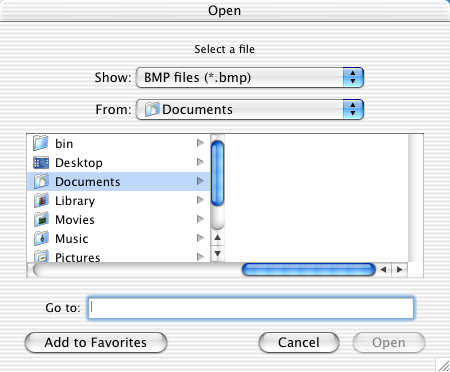 Open
Select a file
Show: BMP files (*.bmp)
From: Documents
bin
Desktop
Documents
Library
Movies
Music
Pictures
Go to:
Add to Favorites Cancel Open